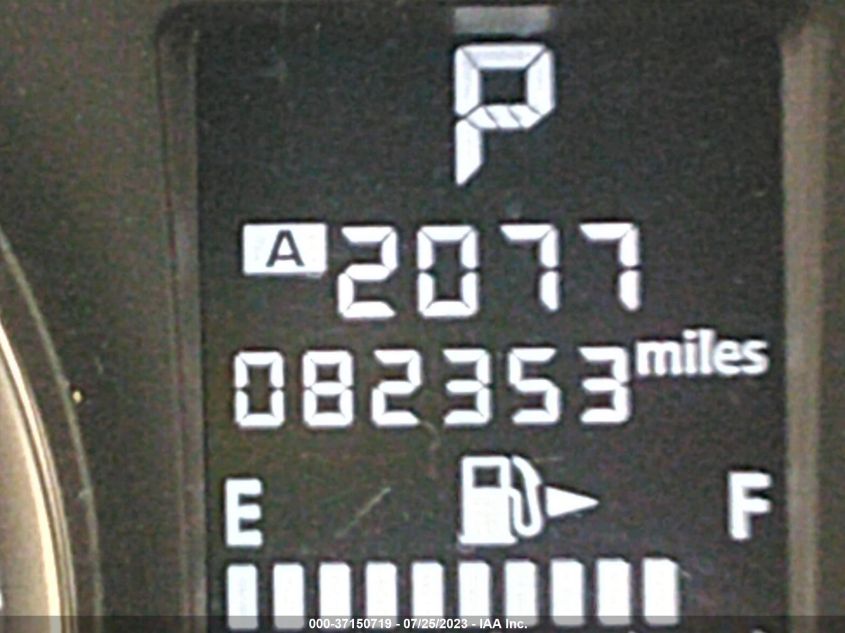 P
A 2077
082353 miles
E F
000-37150719 - 07/25/2023 - IAA Inc.